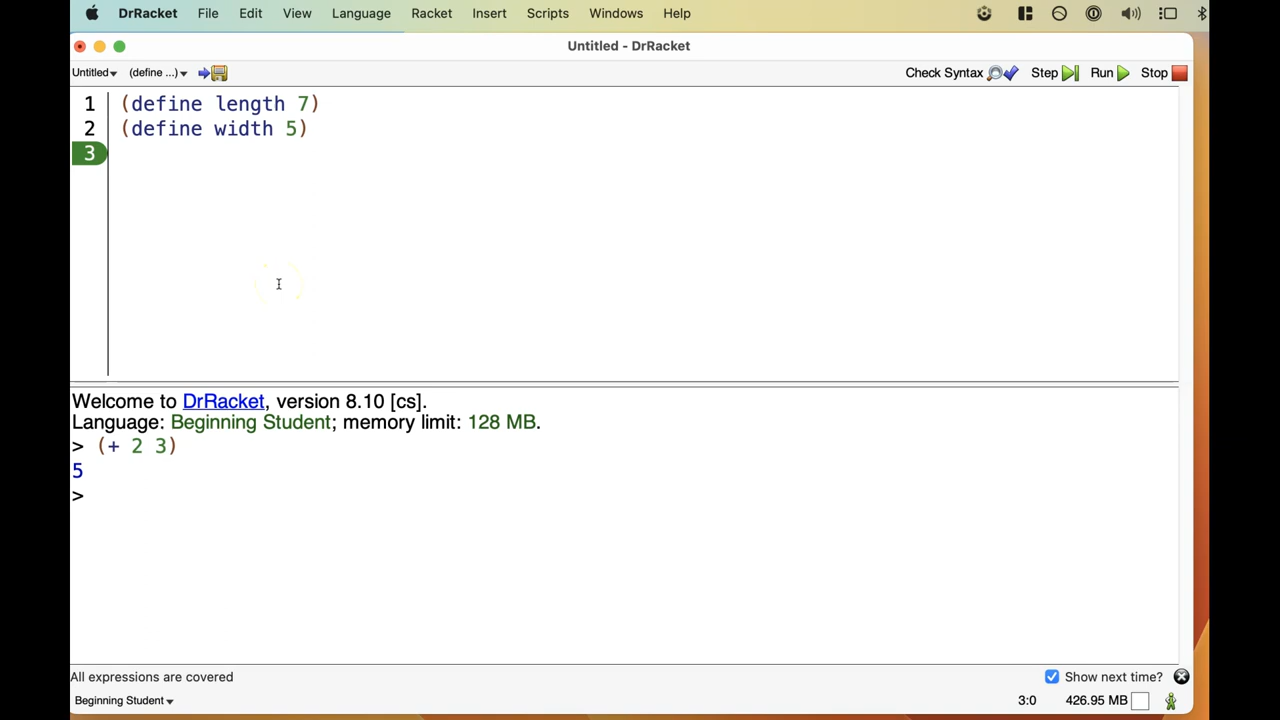 DrRacket File Edit View Language Racket Insert Scripts Windows Help
Untitled - DrRacket
Untitled (define ...) Check Syntax Step Run Stop
1 (define length 7)
2 (define width 5)
3
Welcome to DrRacket, version 8.10 [cs].
Language: Beginning Student; memory limit: 128 MB.
> (+ 2 3)
5
>
All expressions are covered Show next time?
Beginning Student 3:0 426.95 MB